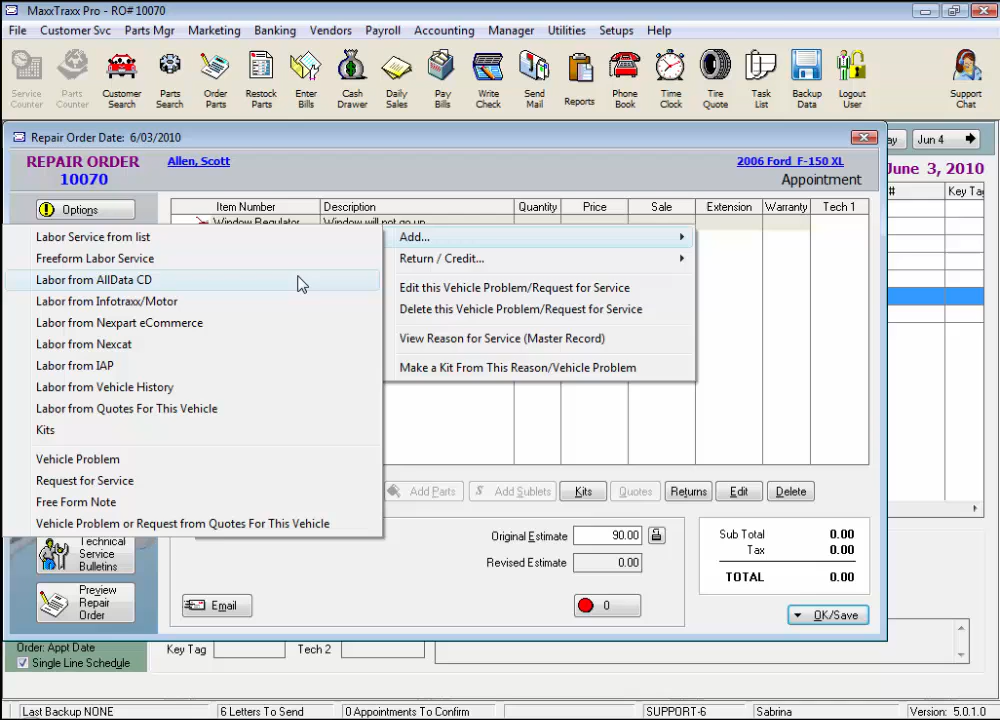 MaxxTraxx Pro - RO# 10070
File Customer Svc Parts Mgr Marketing Banking Vendors Payroll Accounting Manager Utilities Setups Help
Service Counter
Parts Counter
Customer Search
Parts Search
Order Parts
Restock Parts
Enter Bills
Cash Drawer
Daily Sales
Pay Bills
Write Check
Send Mail
Reports
Phone Book
Time Clock
Tire Quote
Task List
Backup Data
Logout User
Support Chat
Repair Order Date: 6/03/2010
ay Jun 4
REPAIR ORDER
10070
Allen, Scott
2006 Ford F-150 XL
Appointment
June 3, 2010
# Key Tag
Options
Item Number Description Quantity Price Sale Extension Warranty Tech 1
Window Regulator Window will not go up
Labor Service from list
Freeform Labor Service
Labor from AllData CD
Labor from Infotraxx/Motor
Labor from Nexpart eCommerce
Labor from Nexcat
Labor from IAP
Labor from Vehicle History
Labor from Quotes For This Vehicle
Kits
Vehicle Problem
Request for Service
Free Form Note
Vehicle Problem or Request from Quotes For This Vehicle
Add...
Return / Credit...
Edit this Vehicle Problem/Request for Service
Delete this Vehicle Problem/Request for Service
View Reason for Service (Master Record)
Make a Kit From This Reason/Vehicle Problem
Add Parts Add Sublets Kits Quotes Returns Edit Delete
Technical Service Bulletins
Preview Repair Order
Original Estimate 90.00
Revised Estimate 0.00
Sub Total 0.00
Tax 0.00
TOTAL 0.00
Email
0
OK/Save
Order: Appt Date
Single Line Schedule
Key Tag Tech 2
Last Backup NONE 6 Letters To Send 0 Appointments To Confirm SUPPORT-6 Sabrina Version: 5.0.1.0